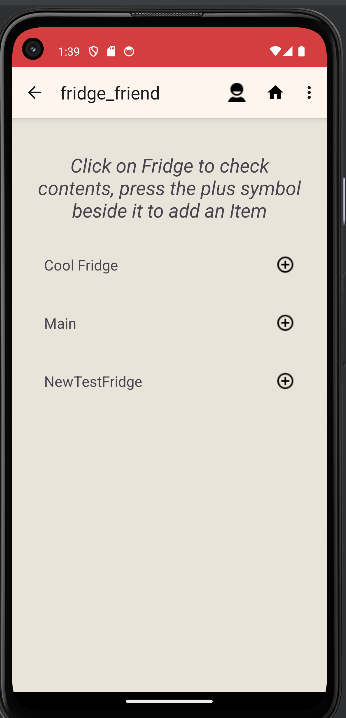 1:39
fridge_friend
Click on Fridge to check
contents, press the plus symbol
beside it to add an Item
Cool Fridge
Main
NewTestFridge